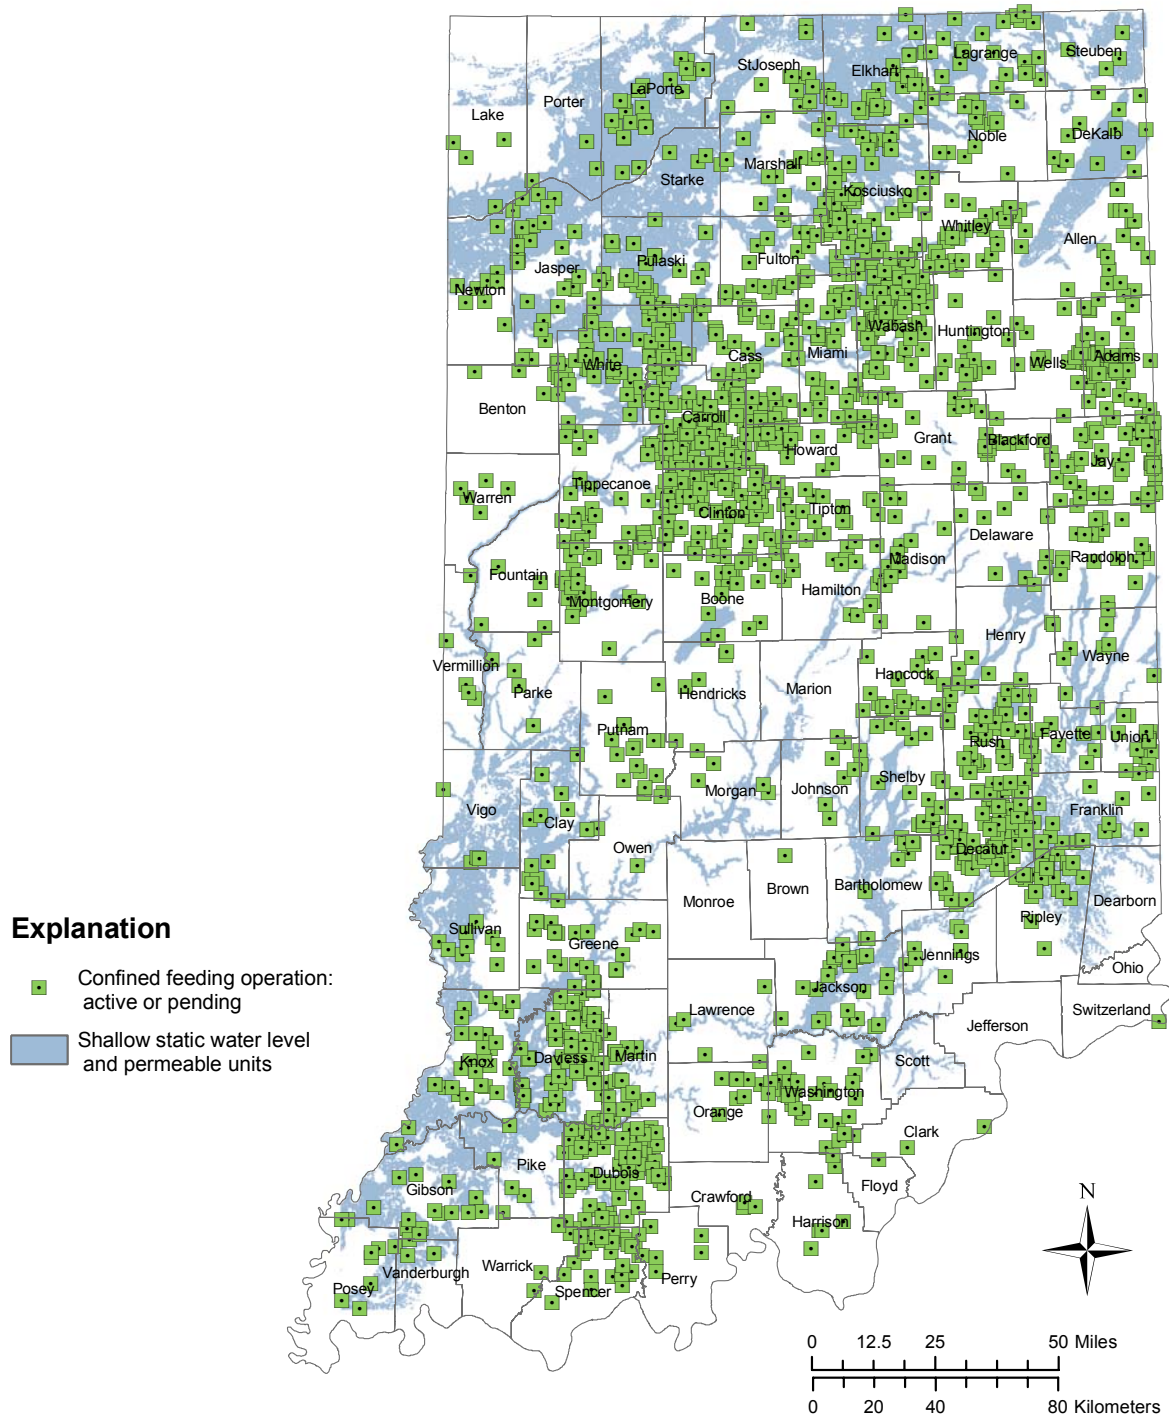 StJoseph
Elkhart
Lagrange
Steuben
LaPorte
Porter
Lake
Noble
DeKalb
Marshall
Starke
Kosciusko
Whitley
Allen
Fulton
Pulaski
Jasper
Newton
Wabash
Huntington
Miami
Cass
White
Wells
Adams
Benton
Carroll
Grant
Blackford
Howard
Jay
Tippecanoe
Warren
Clinton
Tipton
Delaware
Madison
Randolph
Fountain
Hamilton
Montgomery
Boone
Henry
Wayne
Vermillion
Hancock
Marion
Parke
Hendricks
Putnam
Rush
Fayette
Union
Shelby
Morgan
Johnson
Vigo
Clay
Franklin
Owen
Decatur
Brown
Bartholomew
Monroe
Dearborn
Explanation
Ripley
Sullivan
Greene
Jennings
Ohio
Confined feeding operation:
active or pending
Jackson
Lawrence
Switzerland
Jefferson
Shallow static water level
and permeable units
Knox
Daviess
Martin
Scott
Washington
Orange
Clark
Pike
Dubois
Floyd
Gibson
Crawford
N
Harrison
Warrick
Vanderburgh
Perry
Posey
Spencer
0 12.5 25 50 Miles
0 20 40 80 Kilometers